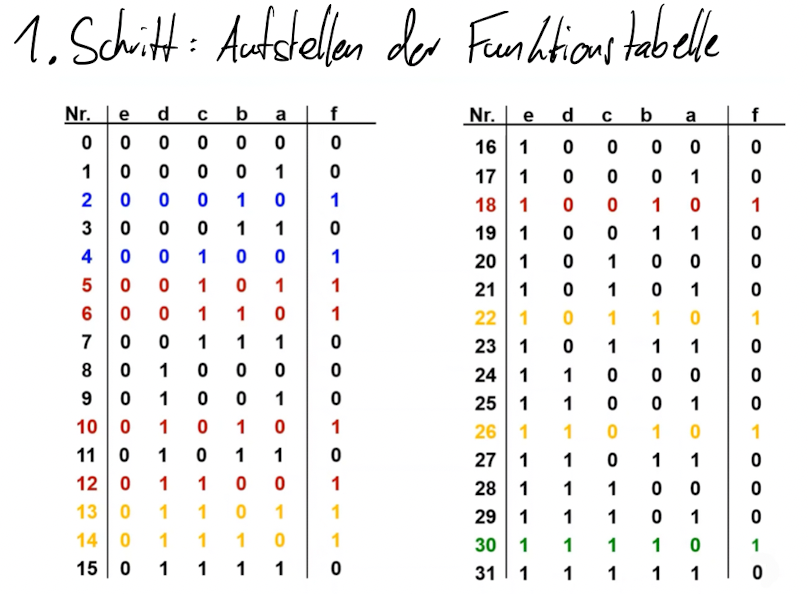 1. Schritt: Aufstellen der Funktionstabelle
Nr. e d c b a f
0 0 0 0 0 0 0
1 0 0 0 0 1 0
2 0 0 0 1 0 1
3 0 0 0 1 1 0
4 0 0 1 0 0 1
5 0 0 1 0 1 1
6 0 0 1 1 0 1
7 0 0 1 1 1 0
8 0 1 0 0 0 0
9 0 1 0 0 1 0
10 0 1 0 1 0 1
11 0 1 0 1 1 0
12 0 1 1 0 0 1
13 0 1 1 0 1 1
14 0 1 1 1 0 1
15 0 1 1 1 1 0
Nr. e d c b a f
16 1 0 0 0 0 0
17 1 0 0 0 1 0
18 1 0 0 1 0 1
19 1 0 0 1 1 0
20 1 0 1 0 0 0
21 1 0 1 0 1 0
22 1 0 1 1 0 1
23 1 0 1 1 1 0
24 1 1 0 0 0 0
25 1 1 0 0 1 0
26 1 1 0 1 0 1
27 1 1 0 1 1 0
28 1 1 1 0 0 0
29 1 1 1 0 1 0
30 1 1 1 1 0 1
31 1 1 1 1 1 0